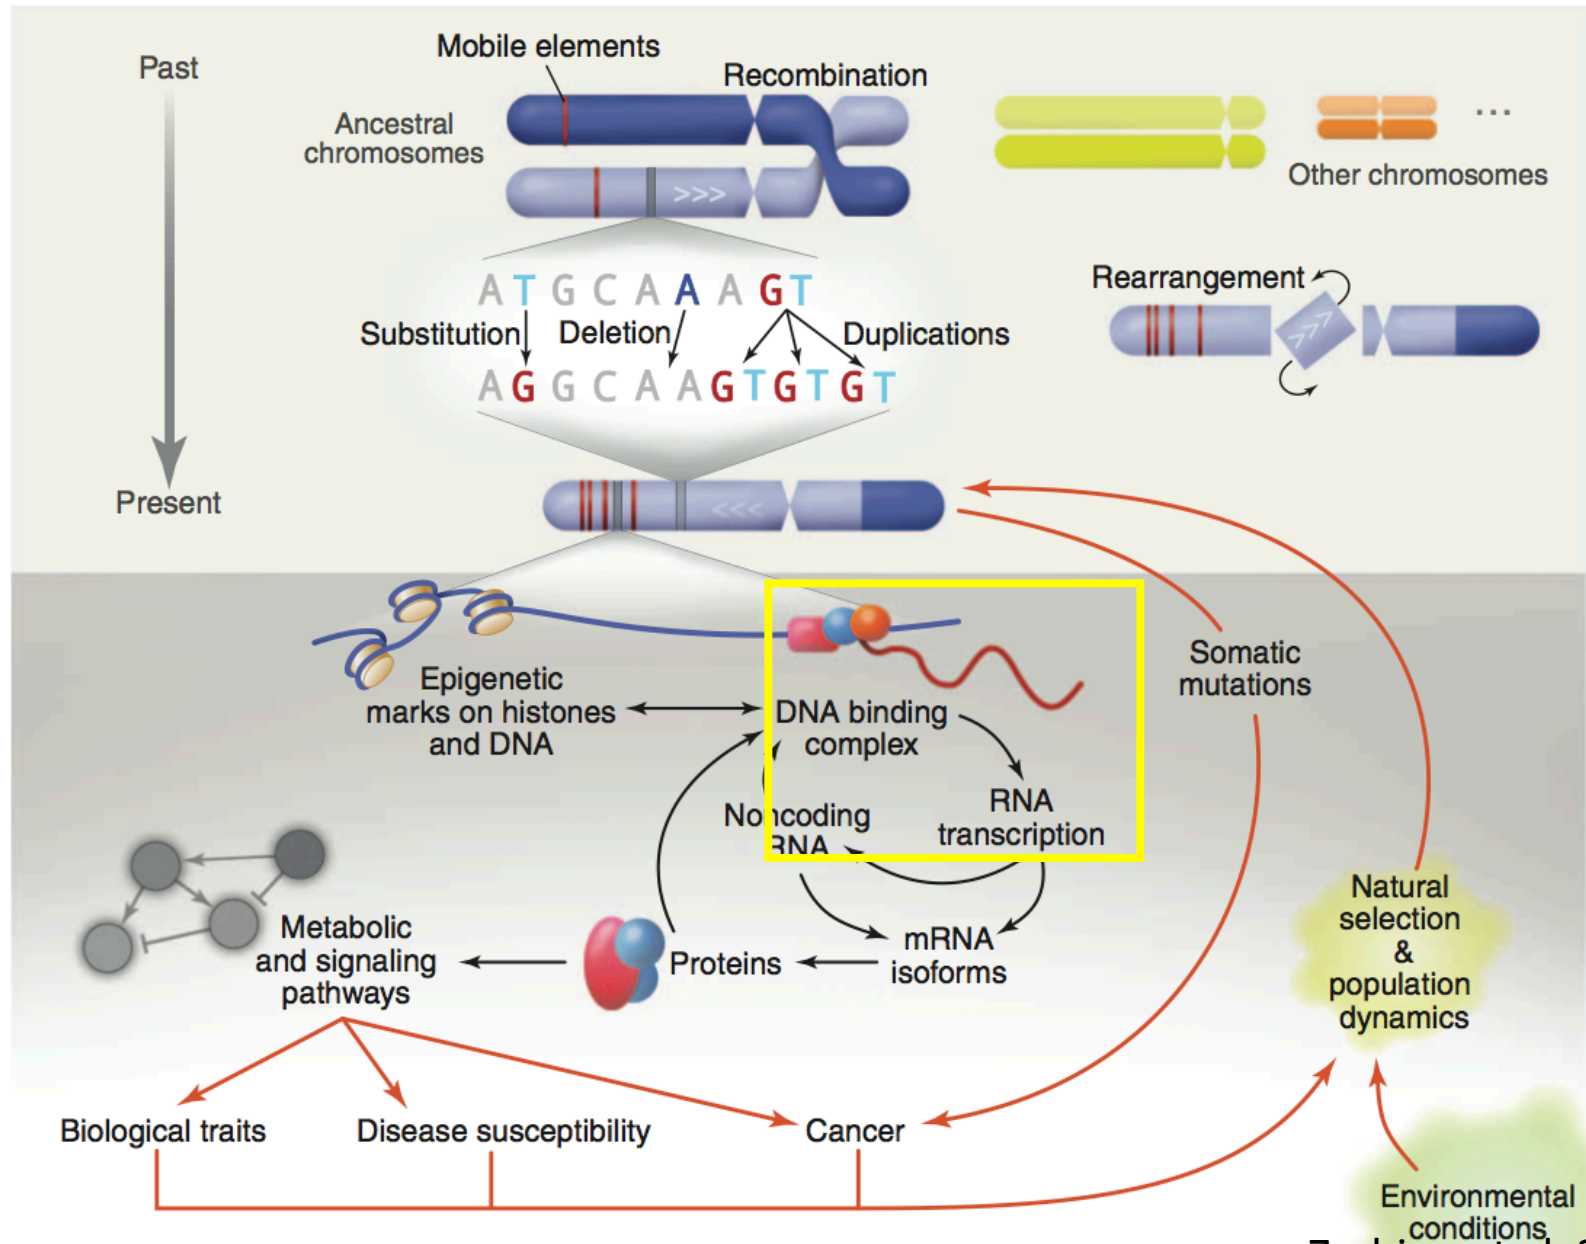 Past
Mobile elements
Recombination
Ancestral
chromosomes
...
Other chromosomes
>>>
A T G C A A A G T
Rearrangement
Substitution
Deletion
Duplications
>>>
A G G C A A G T G T G T
Present
<<<
Somatic
mutations
Epigenetic
marks on histones
and DNA
DNA binding
complex
RNA
transcription
Noncoding
RNA
Natural
selection
&
population
dynamics
Metabolic
and signaling
pathways
Proteins
mRNA
isoforms
Biological traits
Disease susceptibility
Cancer
Environmental
conditions